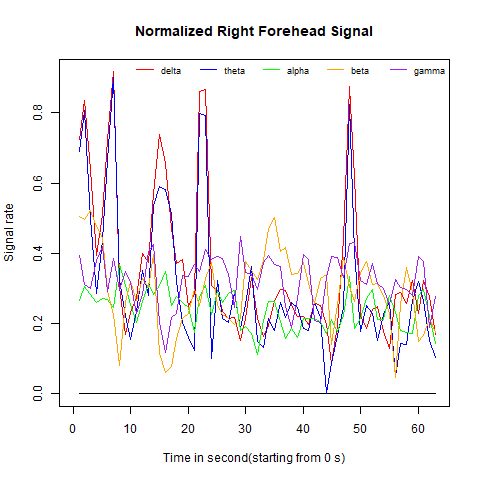 Normalized Right Forehead Signal
delta theta alpha beta gamma
Signal rate
0.8
0.6
0.4
0.2
0.0
0 10 20 30 40 50 60
Time in second(starting from 0 s)